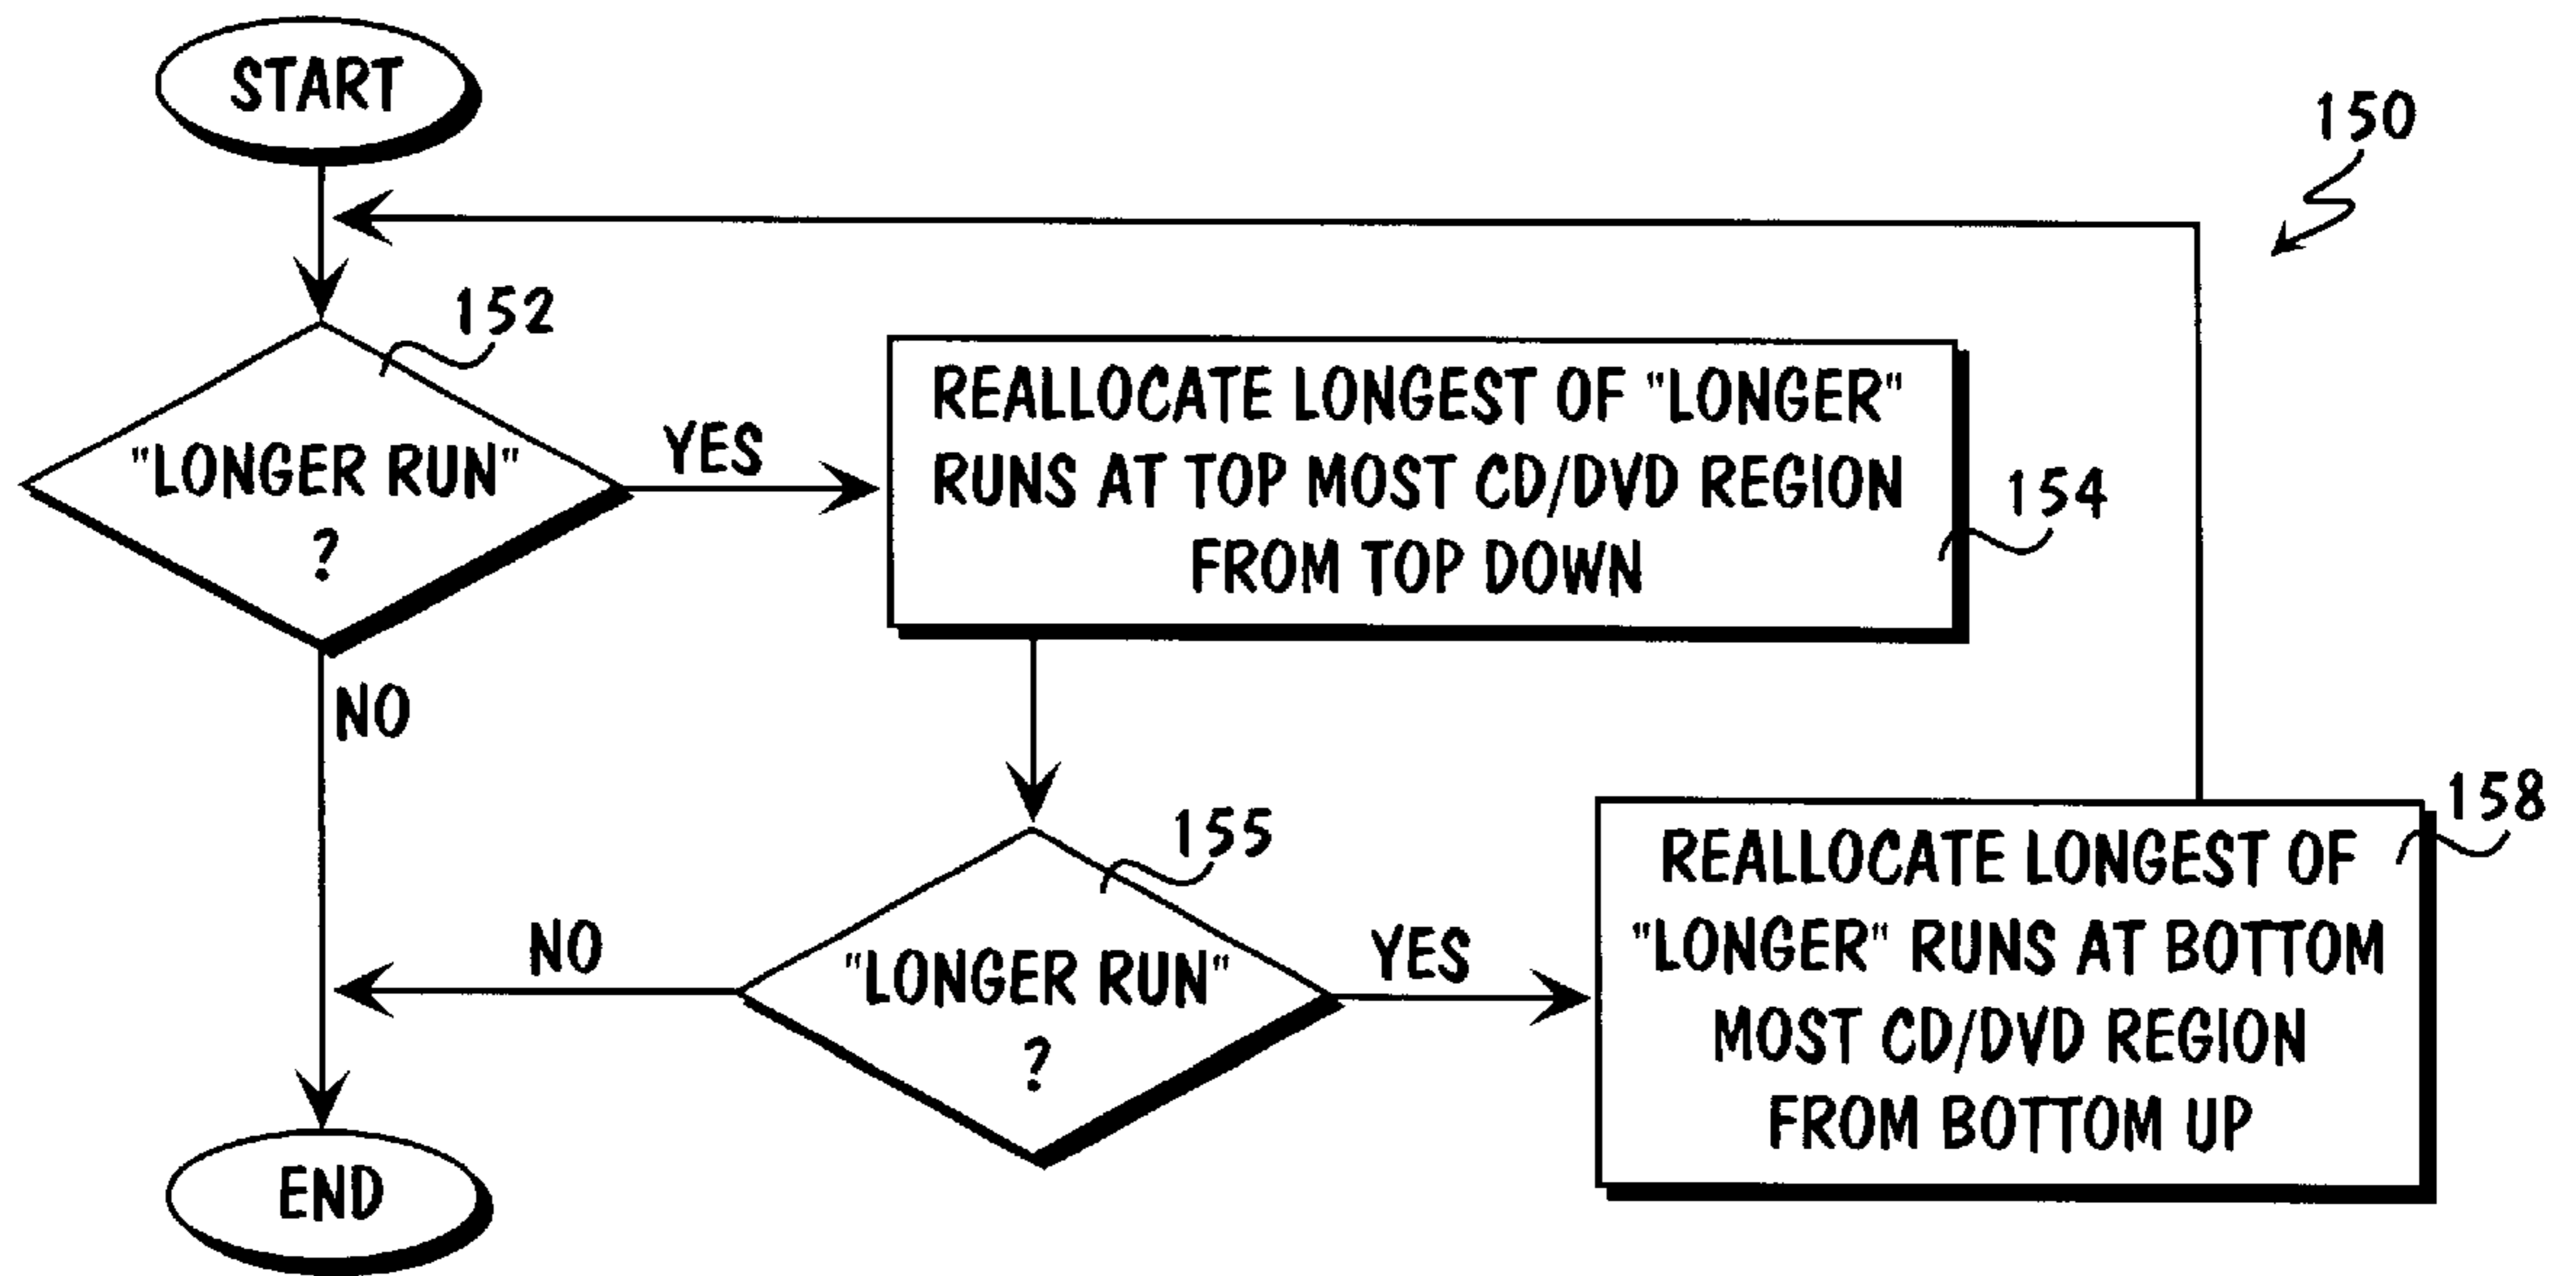 START
150
152
"LONGER RUN"
?
YES
REALLOCATE LONGEST OF "LONGER"
RUNS AT TOP MOST CD/DVD REGION
FROM TOP DOWN
154
NO
155
"LONGER RUN"
?
NO
YES
158
REALLOCATE LONGEST OF
"LONGER" RUNS AT BOTTOM
MOST CD/DVD REGION
FROM BOTTOM UP
END